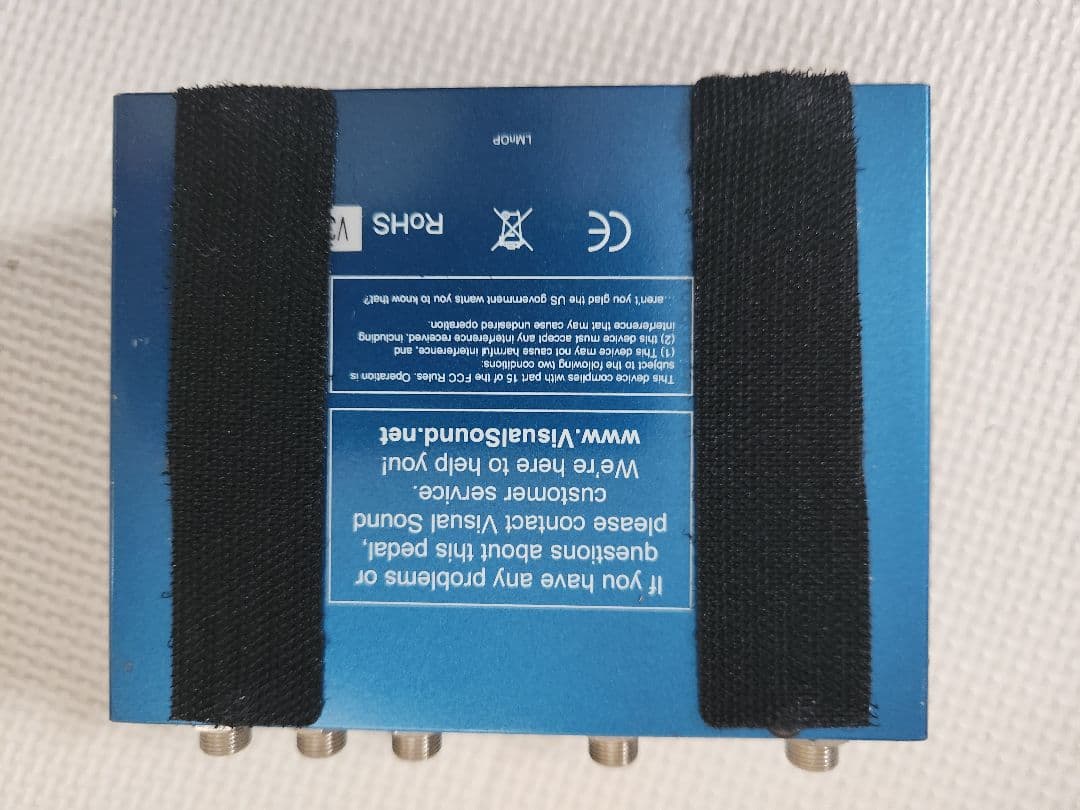 If you have any problems or
questions about this pedal,
please contact Visual Sound
customer service.
We're here to help you!
www.VisualSound.net
This device complies with part 15 of the FCC Rules. Operation is
subject to the following two conditions:
(1) This device may not cause harmful interference, and
(2) this device must accept any interference received, including
interference that may cause undesired operation.
...aren't you glad the US government wants you to know that?
CE RoHS
LMnOP